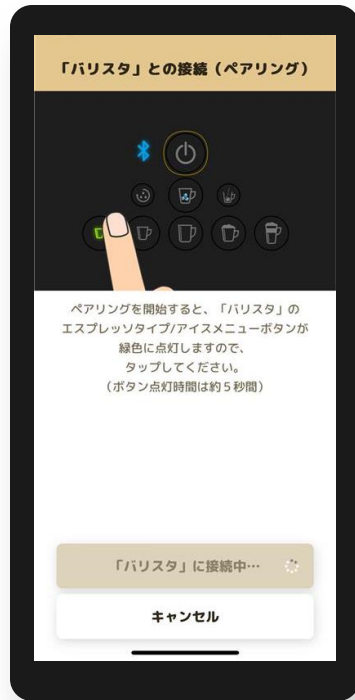 「バリスタ」との接続（ペアリング）
ペアリングを開始すると、「バリスタ」の
エスプレッソタイプ/アイスメニューボタンが
緑色に点灯しますので、
タップしてください。
（ボタン点灯時間は約５秒間）
「バリスタ」に接続中…
キャンセル